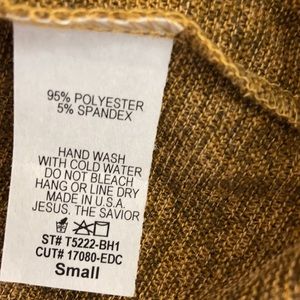 95% POLYESTER
5% SPANDEX
HAND WASH
WITH COLD WATER
DO NOT BLEACH
HANG OR LINE DRY
MADE IN U.S.A.
JESUS, THE SAVIOR
ST# T5222-BH1
CUT# 17080-EDC
Small